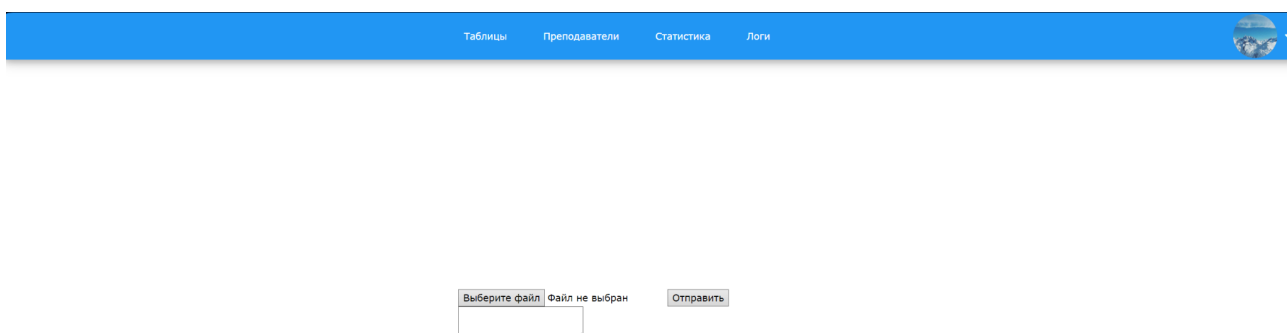 Таблицы Преподаватели Статистика Логи
Выберите файл Файл не выбран Отправить